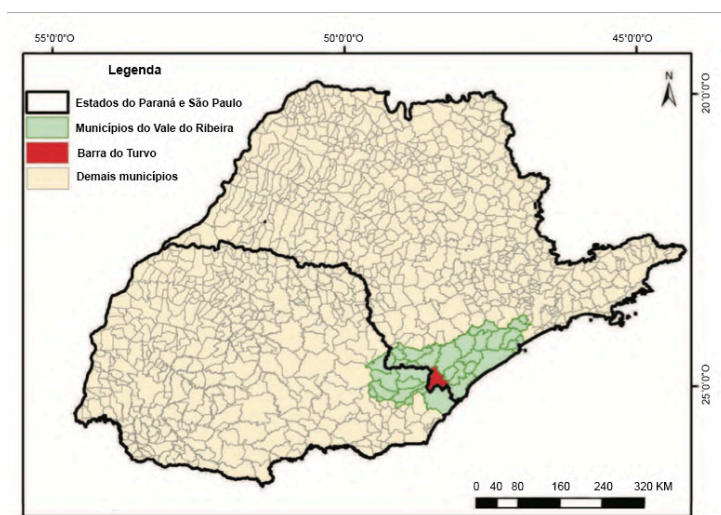 55°0'0"O 50°0'0"O 45°0'0"O
Legenda
Estados do Paraná e São Paulo
Municípios do Vale do Ribeira
Barra do Turvo
Demais municípios
N
20°0'0"O
25°0'0"O
0 40 80 160 240 320 KM